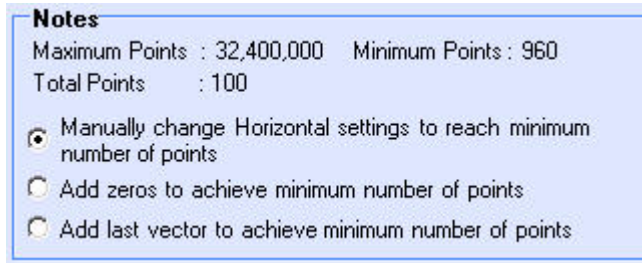 Notes
Maximum Points : 32,400,000 Minimum Points : 960
Total Points : 100
Manually change Horizontal settings to reach minimum
number of points
Add zeros to achieve minimum number of points
Add last vector to achieve minimum number of points